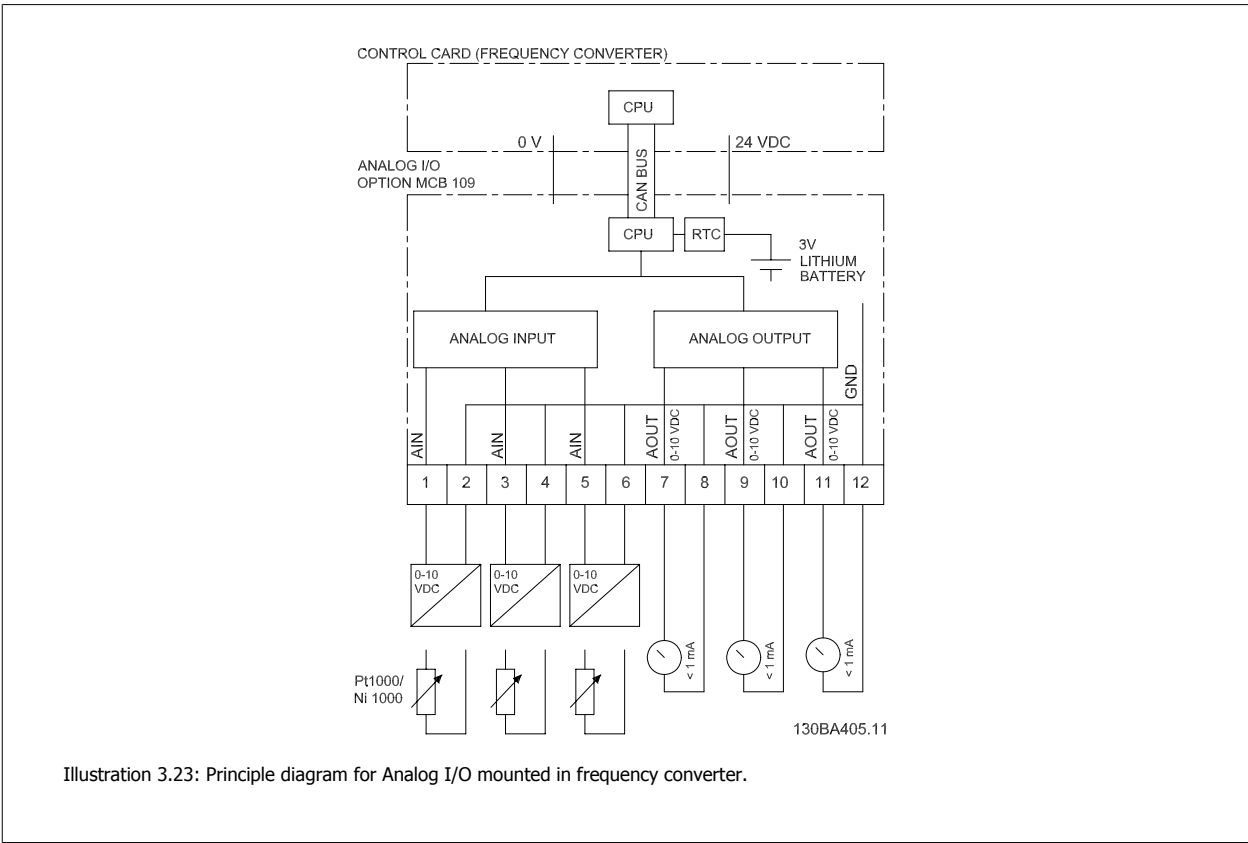 CONTROL CARD (FREQUENCY CONVERTER)
CPU
0 V
24 VDC
CAN BUS
ANALOG I/O
OPTION MCB 109
CPU
RTC
3V
LITHIUM
BATTERY
ANALOG INPUT
ANALOG OUTPUT
GND
AIN
AIN
AIN
AOUT
0-10 VDC
AOUT
0-10 VDC
AOUT
0-10 VDC
1 2 3 4 5 6 7 8 9 10 11 12
0-10
VDC
0-10
VDC
0-10
VDC
< 1 mA
< 1 mA
< 1 mA
Pt1000/
Ni 1000
130BA405.11
Illustration 3.23: Principle diagram for Analog I/O mounted in frequency converter.